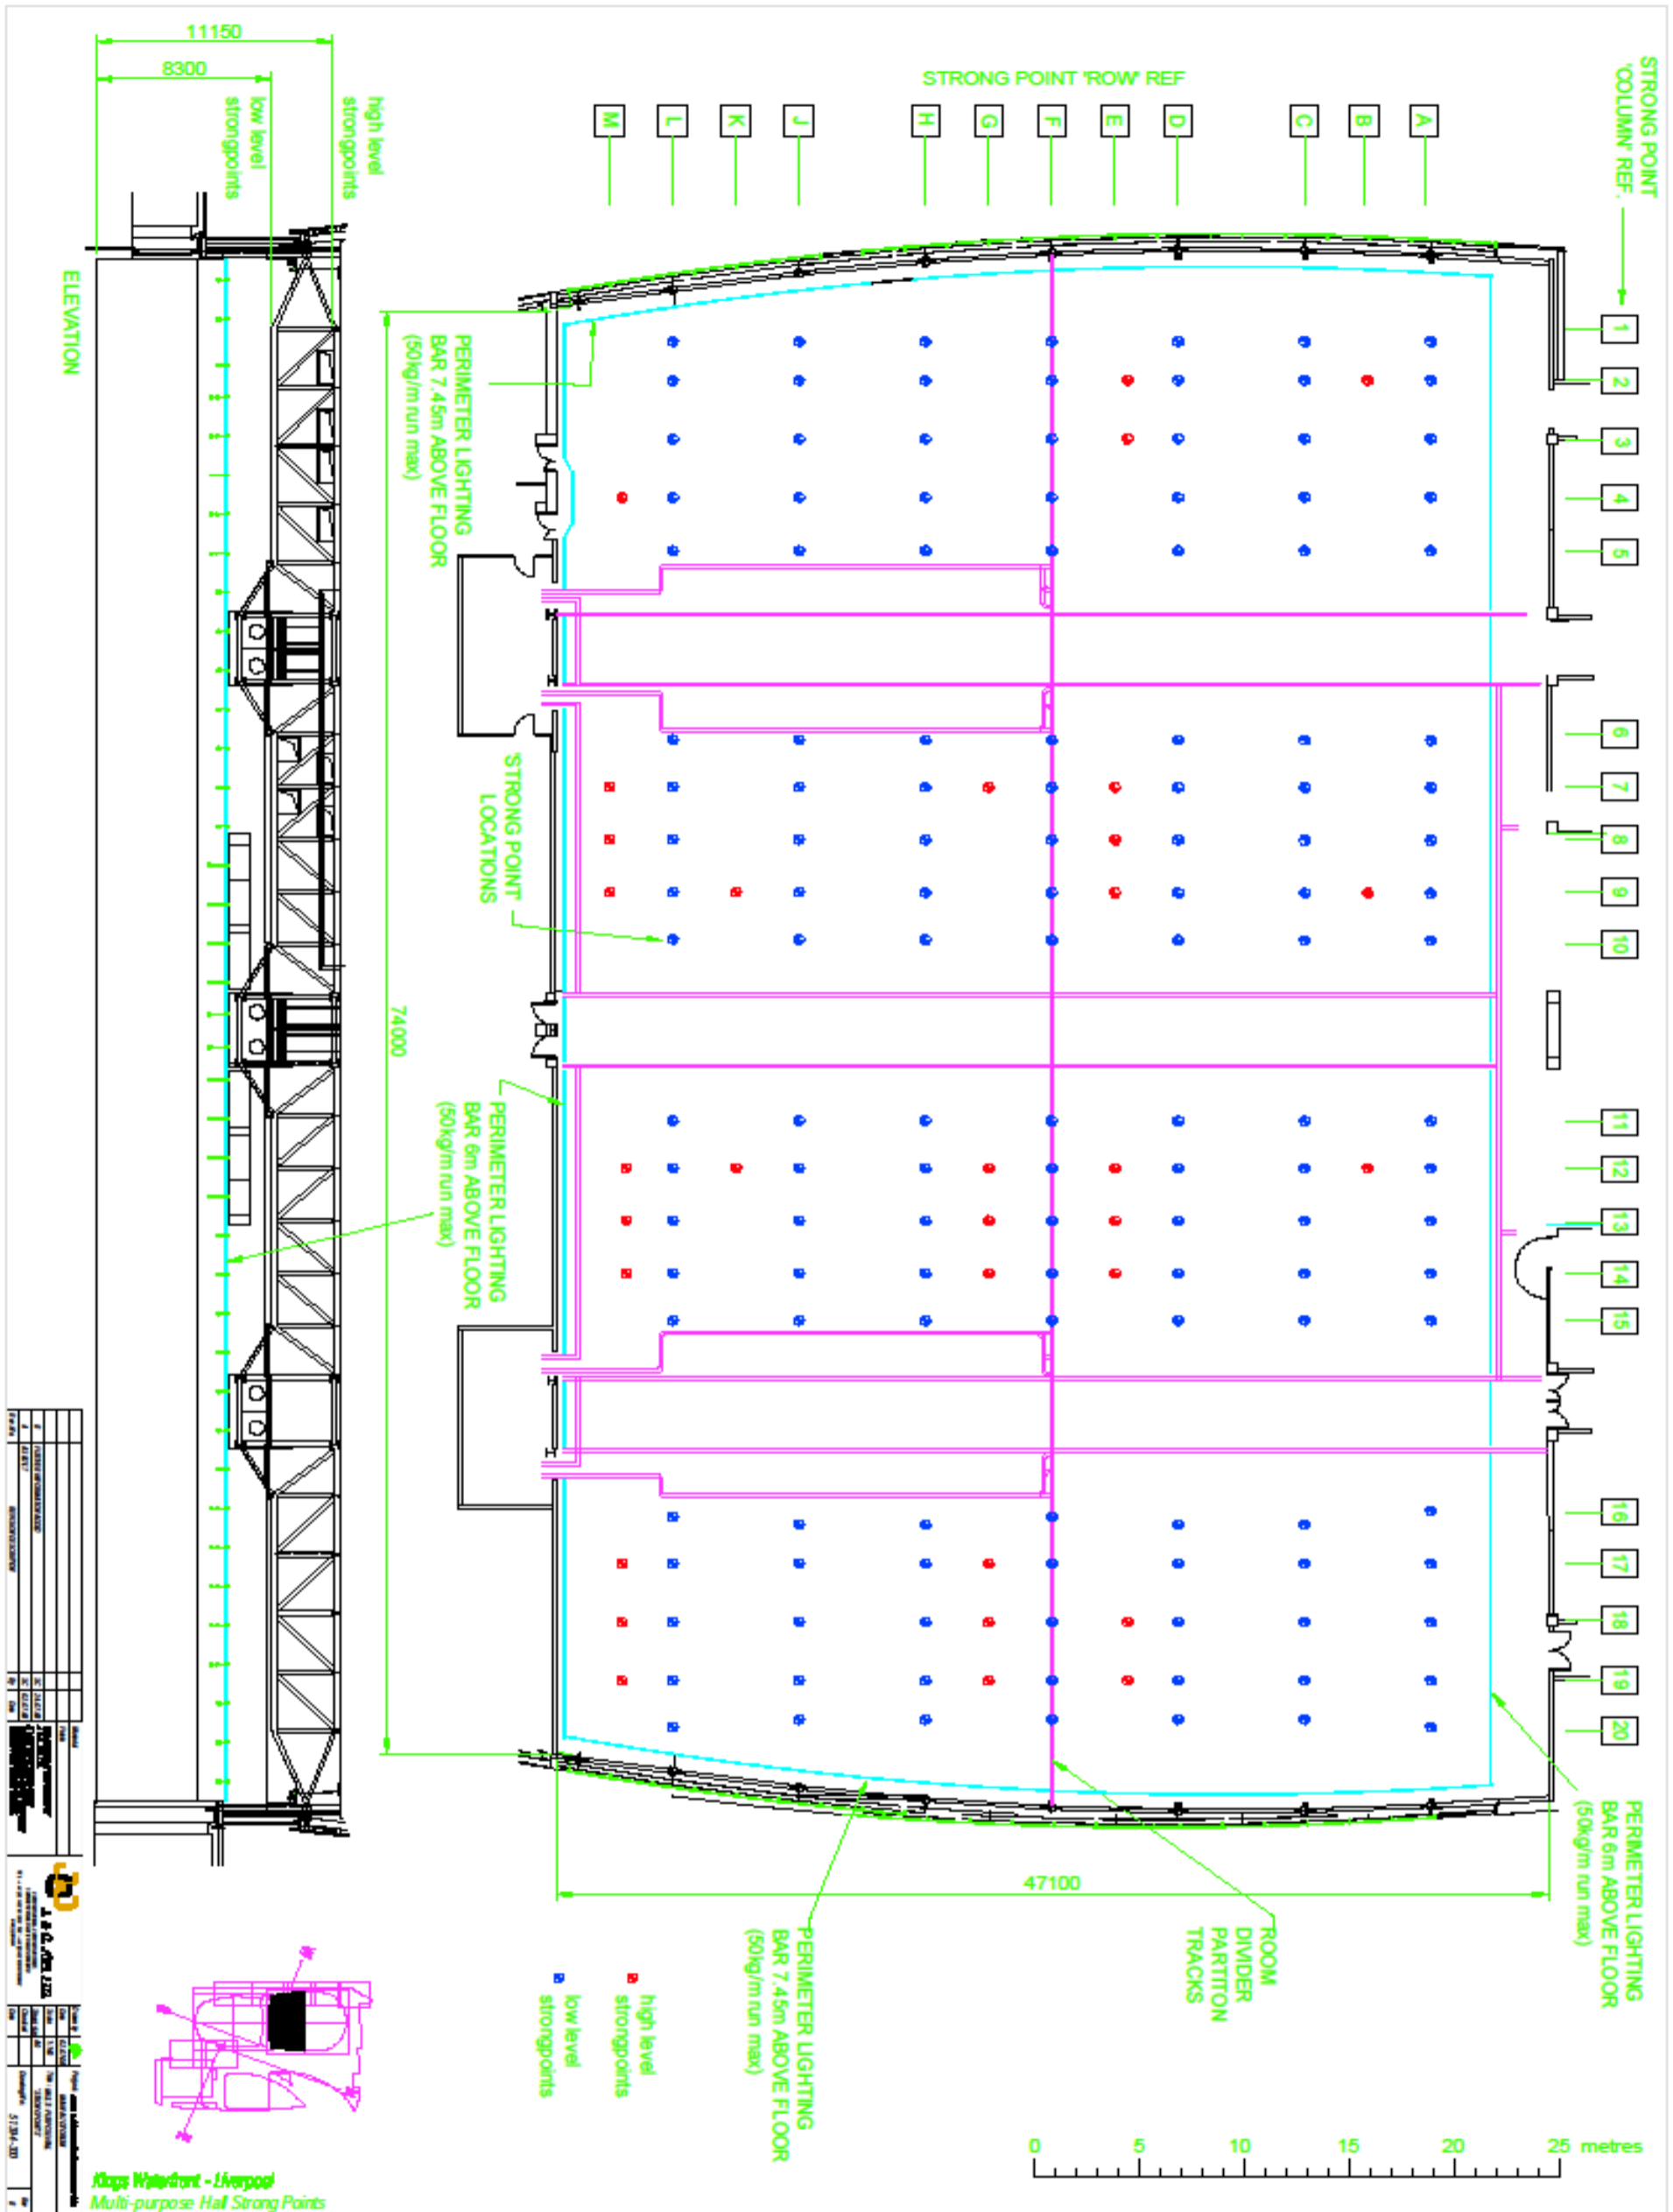 STRONG POINT
'COLUMN' REF.
STRONG POINT 'ROW' REF
1
2
3
4
5
6
7
8
9
10
11
12
13
14
15
16
17
18
19
20
A
B
C
D
E
F
G
H
J
K
L
M
PERIMETER LIGHTING
BAR 6m ABOVE FLOOR
(50kg/m run max)
ROOM
DIVIDER
PARTITON
TRACKS
47100
PERIMETER LIGHTING
BAR 7.45m ABOVE FLOOR
(50kg/m run max)
PERIMETER LIGHTING
BAR 7.45m ABOVE FLOOR
(50kg/m run max)
'STRONG POINT'
LOCATIONS
PERIMETER LIGHTING
BAR 6m ABOVE FLOOR
(50kg/m run max)
74000
high level
strongpoints
low level
strongpoints
11150
8300
high level
strongpoints
low level
strongpoints
ELEVATION
0 5 10 15 20 25 metres
Kings Waterfront - Liverpool
Multi-purpose Hall Strong Points